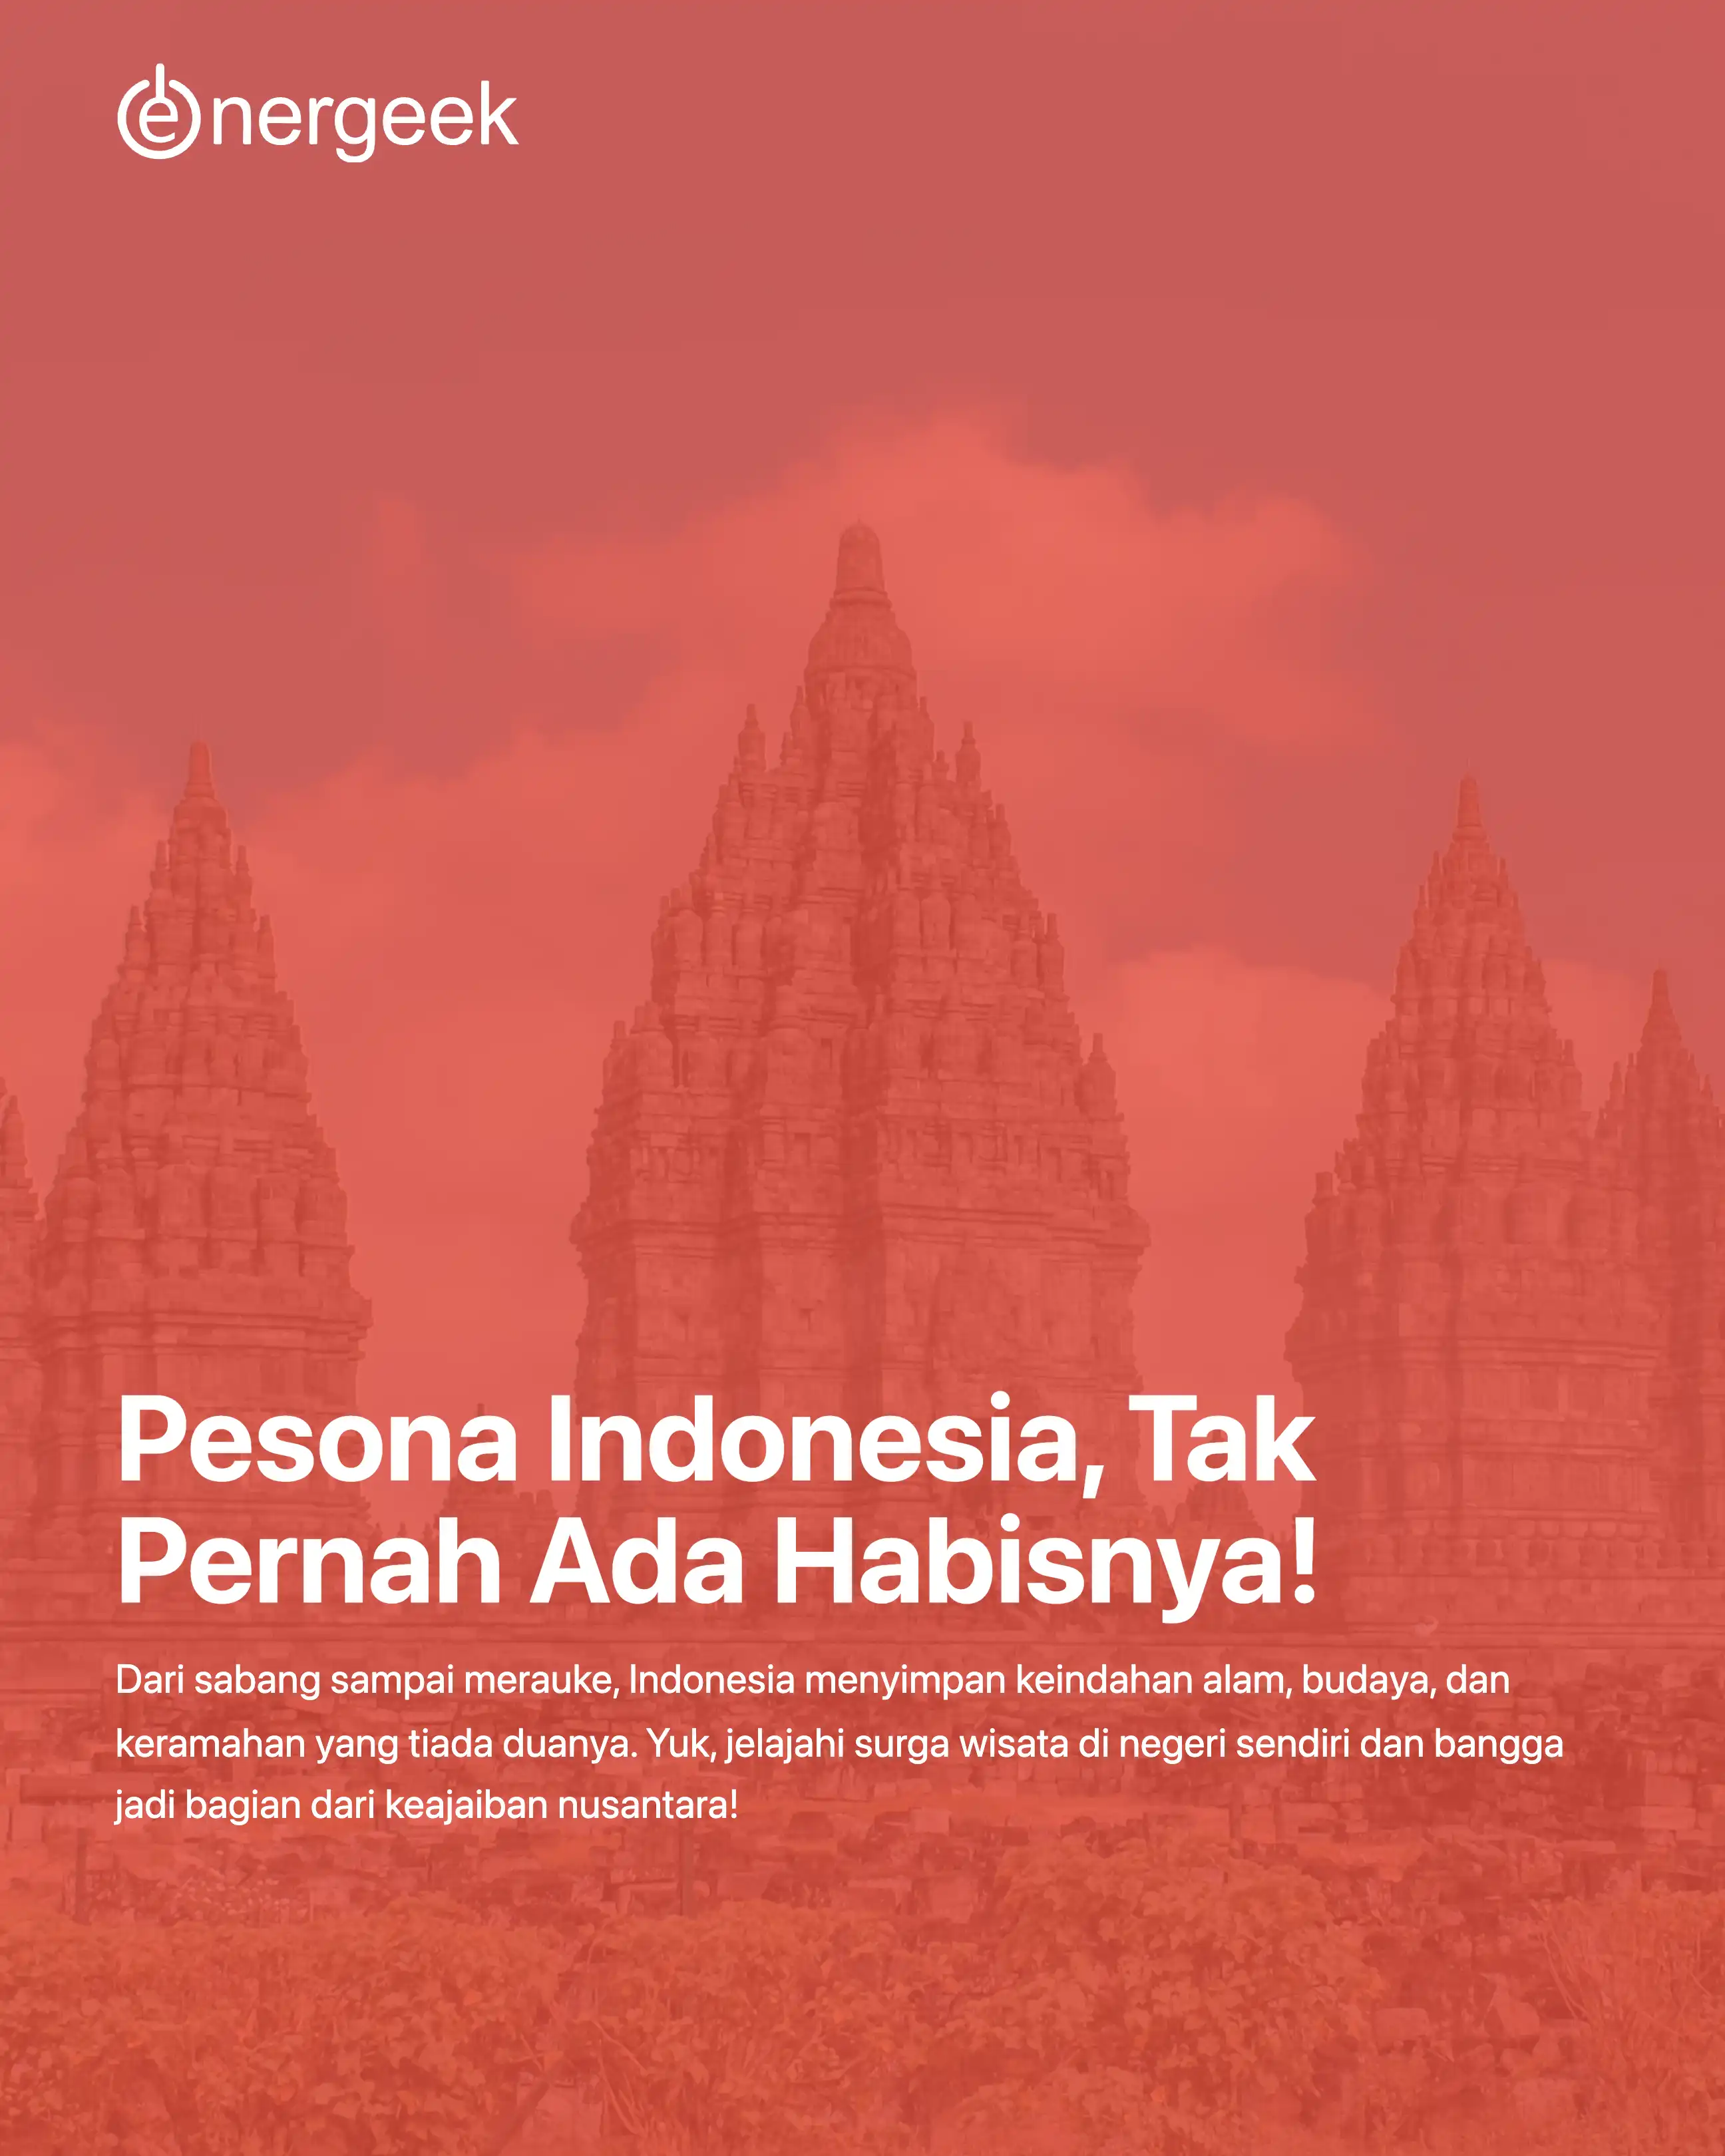 energeek
Pesona Indonesia, Tak
Pernah Ada Habisnya!
Dari sabang sampai merauke, Indonesia menyimpan keindahan alam, budaya, dan
keramahan yang tiada duanya. Yuk, jelajahi surga wisata di negeri sendiri dan bangga
jadi bagian dari keajaiban nusantara!